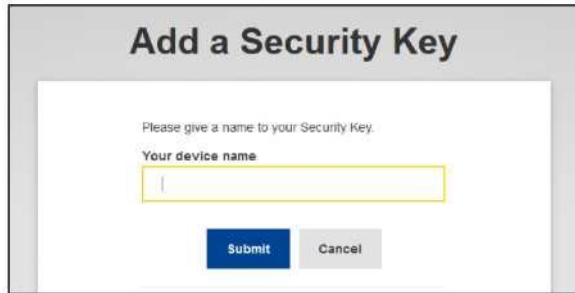 Add a Security Key
Please give a name to your Security Key.
Your device name
Submit Cancel